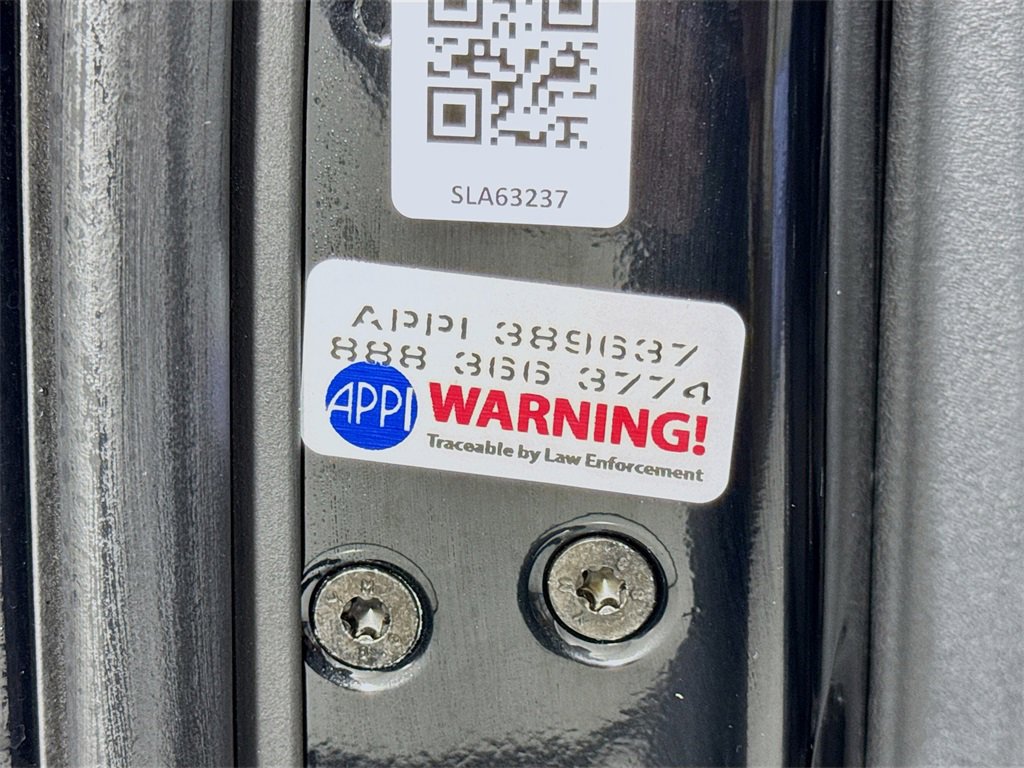 SLA63237
APPI 389637
888 366 3774
APPI WARNING!
Traceable by Law Enforcement